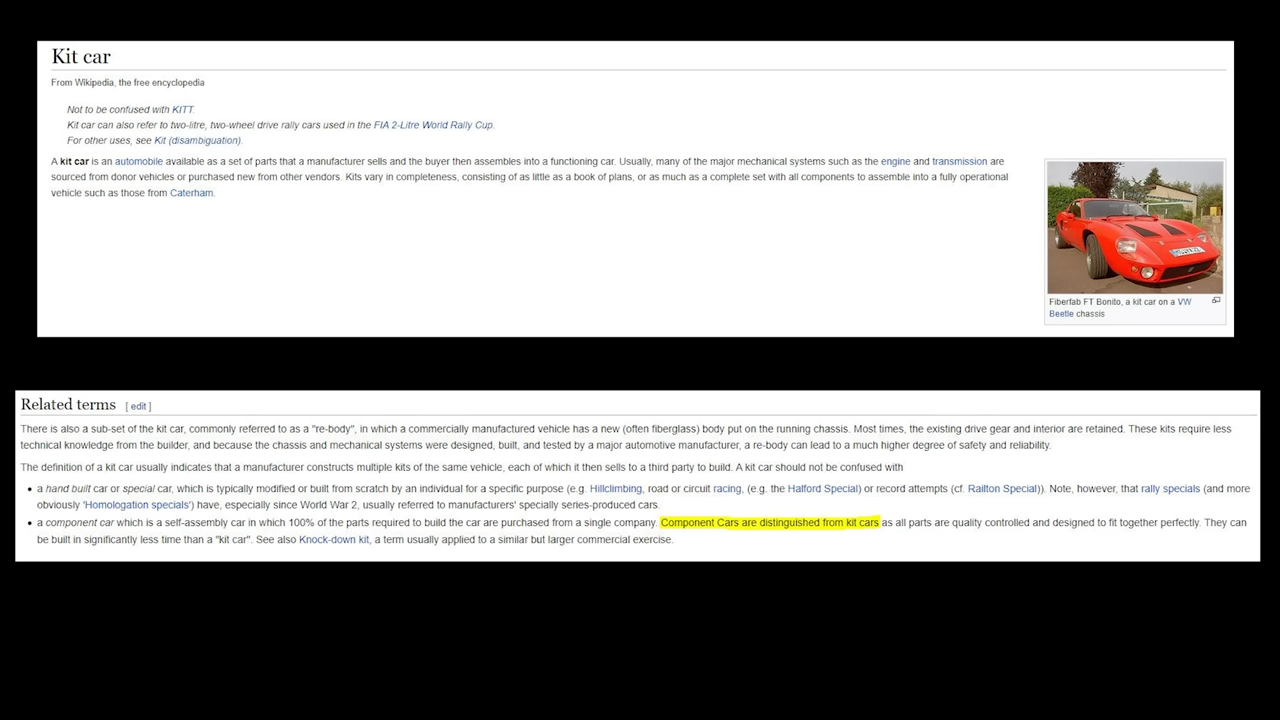 Kit car
From Wikipedia, the free encyclopedia
Not to be confused with KITT.
Kit car can also refer to two-litre, two-wheel drive rally cars used in the FIA 2-Litre World Rally Cup.
For other uses, see Kit (disambiguation).
A kit car is an automobile available as a set of parts that a manufacturer sells and the buyer then assembles into a functioning car. Usually, many of the major mechanical systems such as the engine and transmission are
sourced from donor vehicles or purchased new from other vendors. Kits vary in completeness, consisting of as little as a book of plans, or as much as a complete set with all components to assemble into a fully operational
vehicle such as those from Caterham.
Fiberfab FT Bonito, a kit car on a VW
Beetle chassis
Related terms [ edit ]
There is also a sub-set of the kit car, commonly referred to as a "re-body", in which a commercially manufactured vehicle has a new (often fiberglass) body put on the running chassis. Most times, the existing drive gear and interior are retained. These kits require less
technical knowledge from the builder, and because the chassis and mechanical systems were designed, built, and tested by a major automotive manufacturer, a re-body can lead to a much higher degree of safety and reliability.
The definition of a kit car usually indicates that a manufacturer constructs multiple kits of the same vehicle, each of which it then sells to a third party to build. A kit car should not be confused with
• a hand built car or special car, which is typically modified or built from scratch by an individual for a specific purpose (e.g. Hillclimbing, road or circuit racing, (e.g. the Halford Special) or record attempts (cf. Railton Special)). Note, however, that rally specials (and more
obviously 'Homologation specials') have, especially since World War 2, usually referred to manufacturers' specially series-produced cars.
• a component car which is a self-assembly car in which 100% of the parts required to build the car are purchased from a single company. Component Cars are distinguished from kit cars as all parts are quality controlled and designed to fit together perfectly. They can
be built in significantly less time than a "kit car". See also Knock-down kit, a term usually applied to a similar but larger commercial exercise.